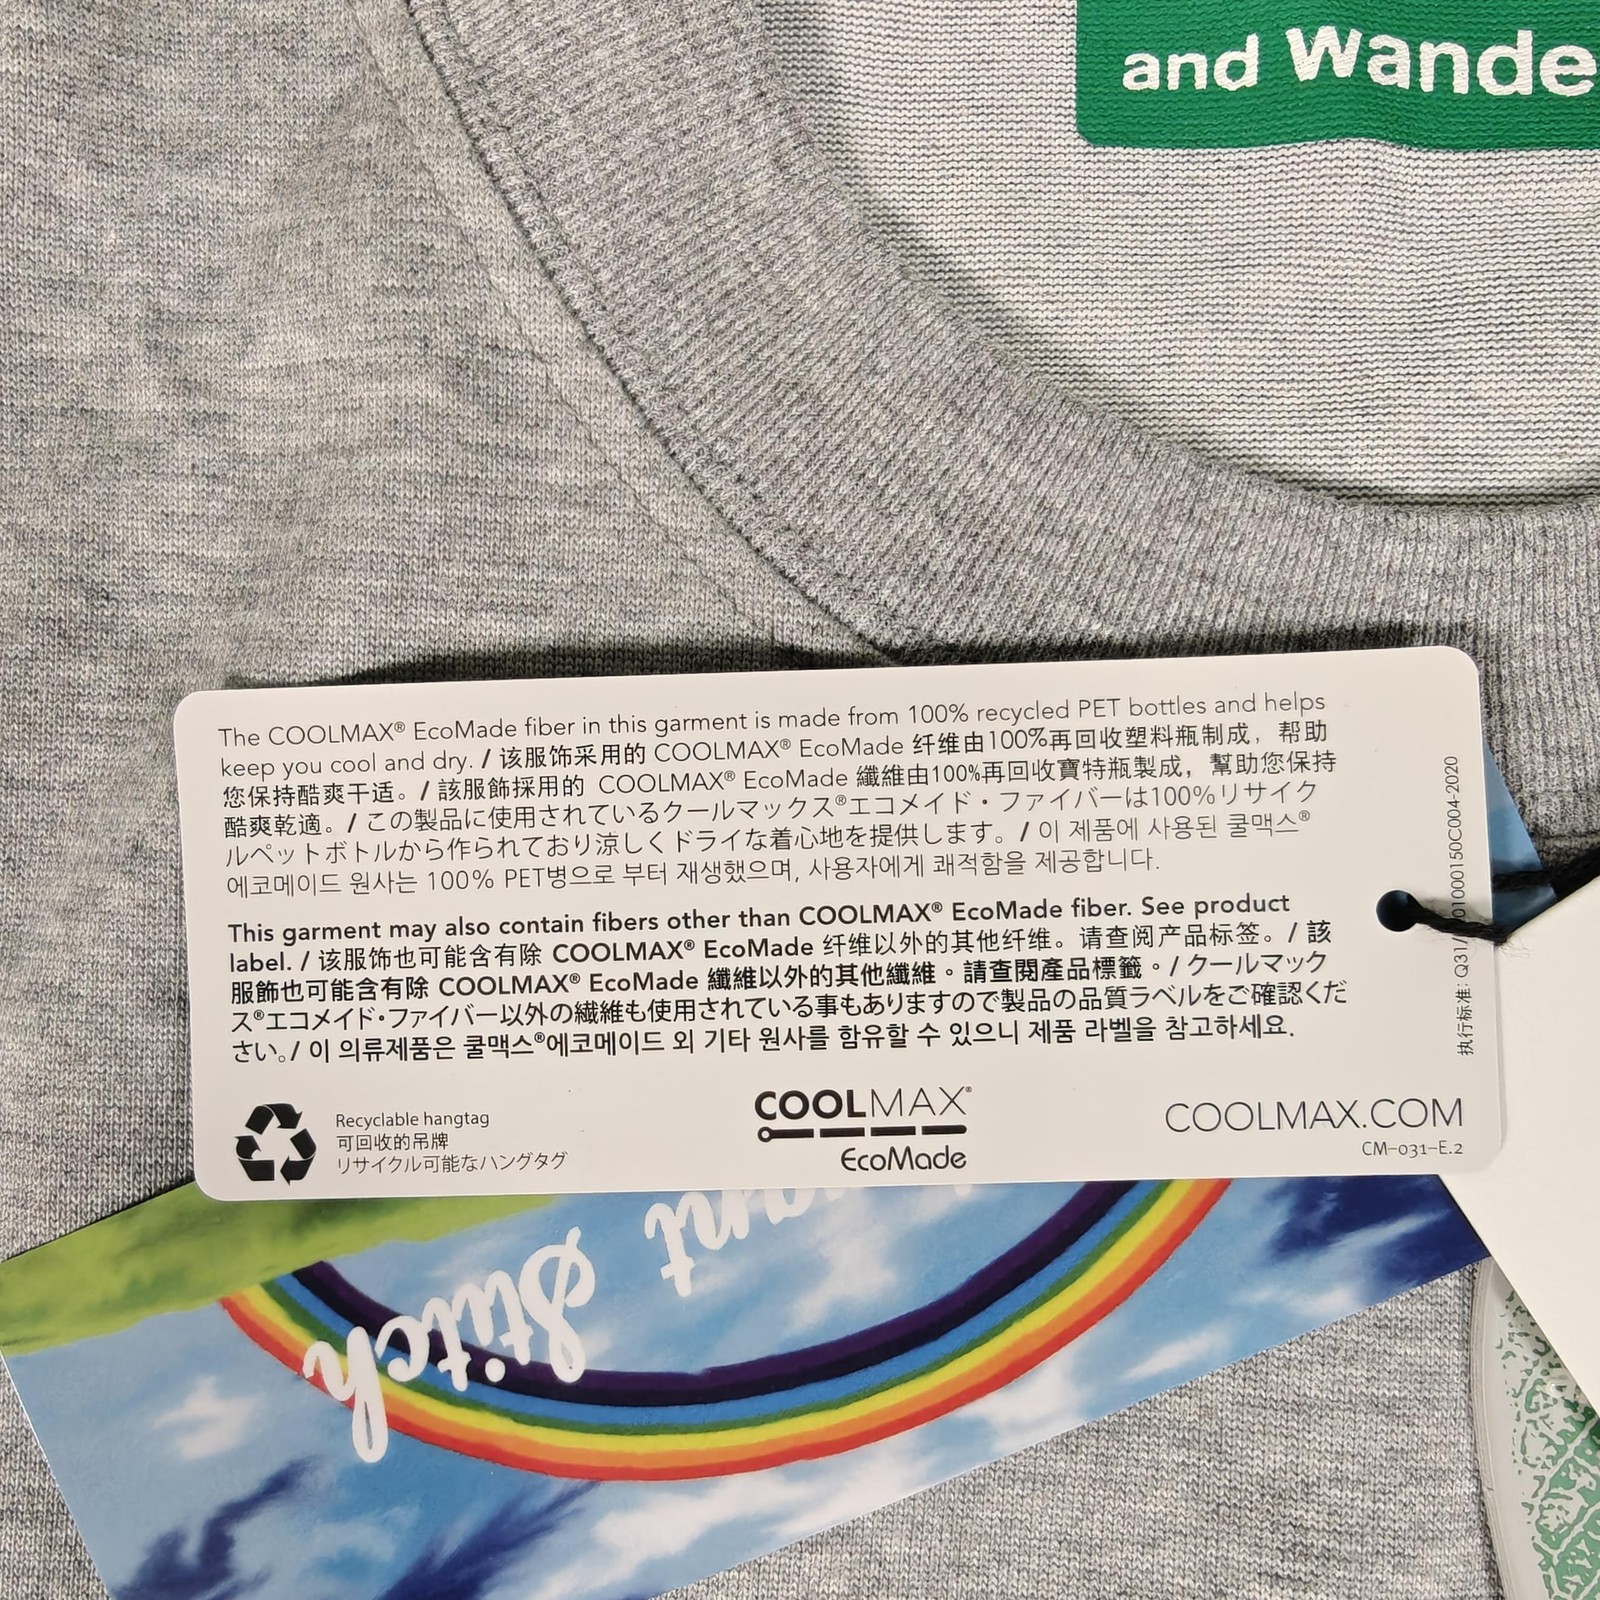 and Wande
The COOLMAX® EcoMade fiber in this garment is made from 100% recycled PET bottles and helps
keep you cool and dry. / 该服饰采用的 COOLMAX® EcoMade 纤维由100%再回收塑料瓶制成，帮助
您保持酷爽干适。/ 該服飾採用的 COOLMAX® EcoMade 纖維由100%再回收寶特瓶製成，幫助您保持
酷爽乾適。/ この製品に使用されているクールマックス®エコメイド・ファイバーは100%リサイク
ルペットボトルから作られており涼しくドライな着心地を提供します。/ 이 제품에 사용된 쿨맥스®
에코메이드 원사는 100% PET병으로 부터 재생했으며, 사용자에게 쾌적함을 제공합니다.
This garment may also contain fibers other than COOLMAX® EcoMade fiber. See product
label. / 该服饰也可能含有除 COOLMAX® EcoMade 纤维以外的其他纤维。请查阅产品标签。/ 該
服飾也可能含有除 COOLMAX® EcoMade 纖維以外的其他纖維。請查閱產品標籤。/ クールマック
ス®エコメイド・ファイバー以外の繊維も使用されている事もありますので製品の品質ラベルをご確認くだ
さい。/ 이 의류제품은 쿨맥스®에코메이드 외 기타 원사를 함유할 수 있으니 제품 라벨을 참고하세요.
执行标准: Q31/
Recyclable hangtag
可回收的吊牌
リサイクル可能なハングタグ
COOLMAX®
EcoMade
COOLMAX.COM
CM-031-E.2
Stitch